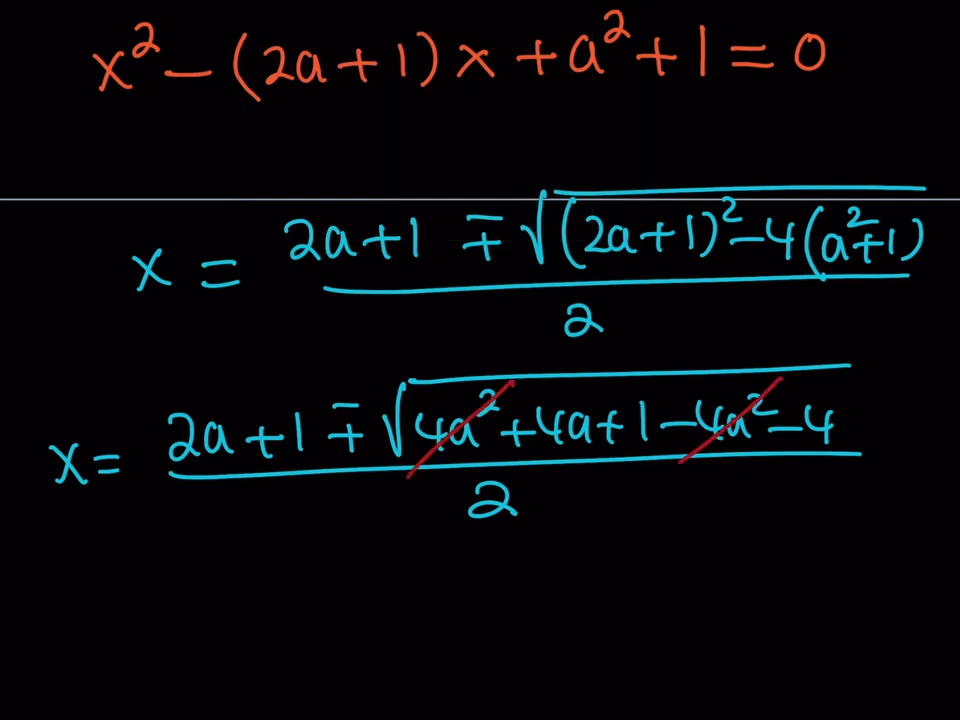 x² – (2a+1)x + a² + 1 = 0
x = (2a+1 ∓ √((2a+1)² – 4(a²+1))) / 2
x = (2a+1 ∓ √(4a² + 4a + 1 – 4a² – 4)) / 2